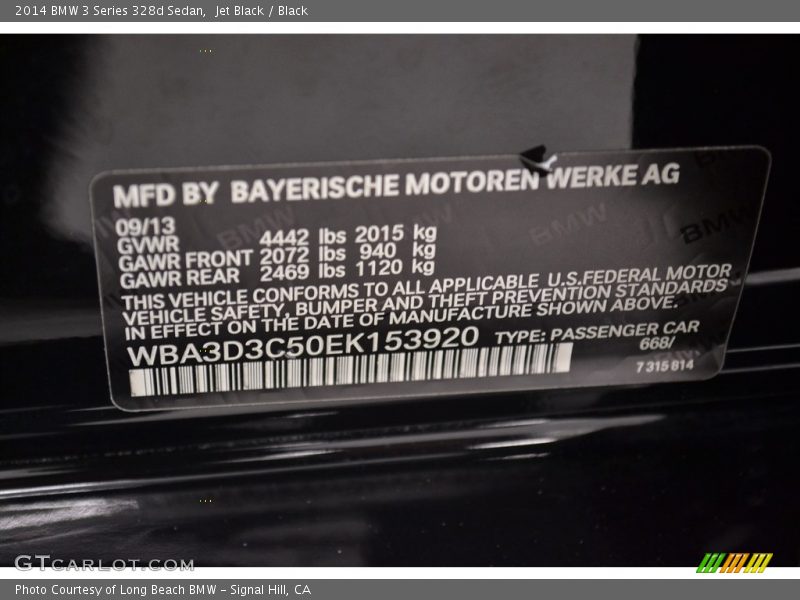 2014 BMW 3 Series 328d Sedan,  Jet Black / Black
MFD BY BAYERISCHE MOTOREN WERKE AG
09/13
GVWR 4442 lbs 2015 kg
GAWR FRONT 2072 lbs 940 kg
GAWR REAR 2469 lbs 1120 kg
THIS VEHICLE CONFORMS TO ALL APPLICABLE U.S.FEDERAL MOTOR
VEHICLE SAFETY, BUMPER AND THEFT PREVENTION STANDARDS
IN EFFECT ON THE DATE OF MANUFACTURE SHOWN ABOVE.
WBA3D3C50EK153920 TYPE: PASSENGER CAR
668/
7 315 814
BMW
BMW
BMW
GTCARLOT.COM
Photo Courtesy of Long Beach BMW – Signal Hill, CA